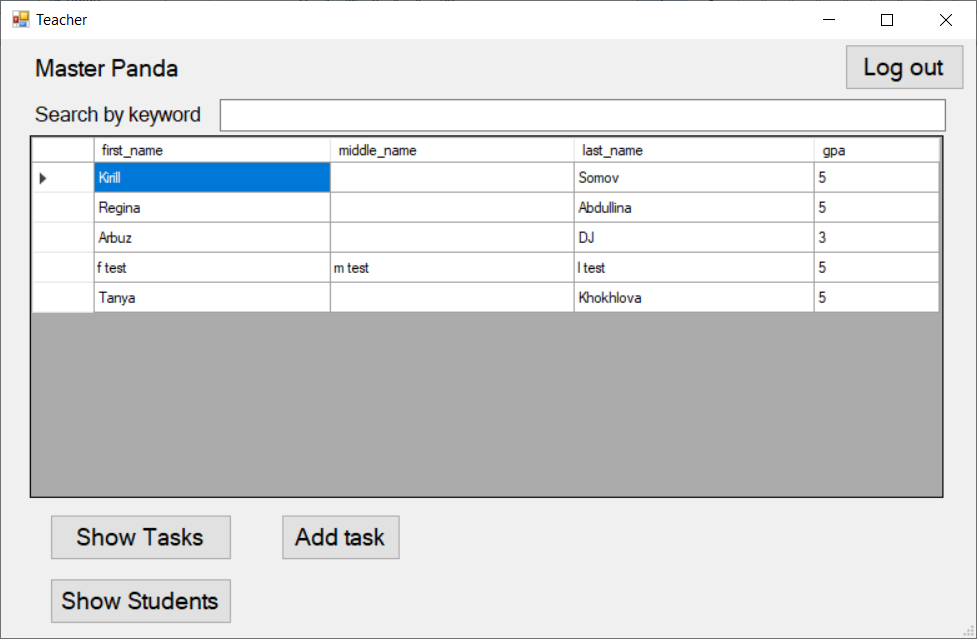 Teacher
Master Panda
Log out
Search by keyword
first_name middle_name last_name gpa
Kirill Somov 5
Regina Abdullina 5
Arbuz DJ 3
f test m test l test 5
Tanya Khokhlova 5
Show Tasks Add task
Show Students